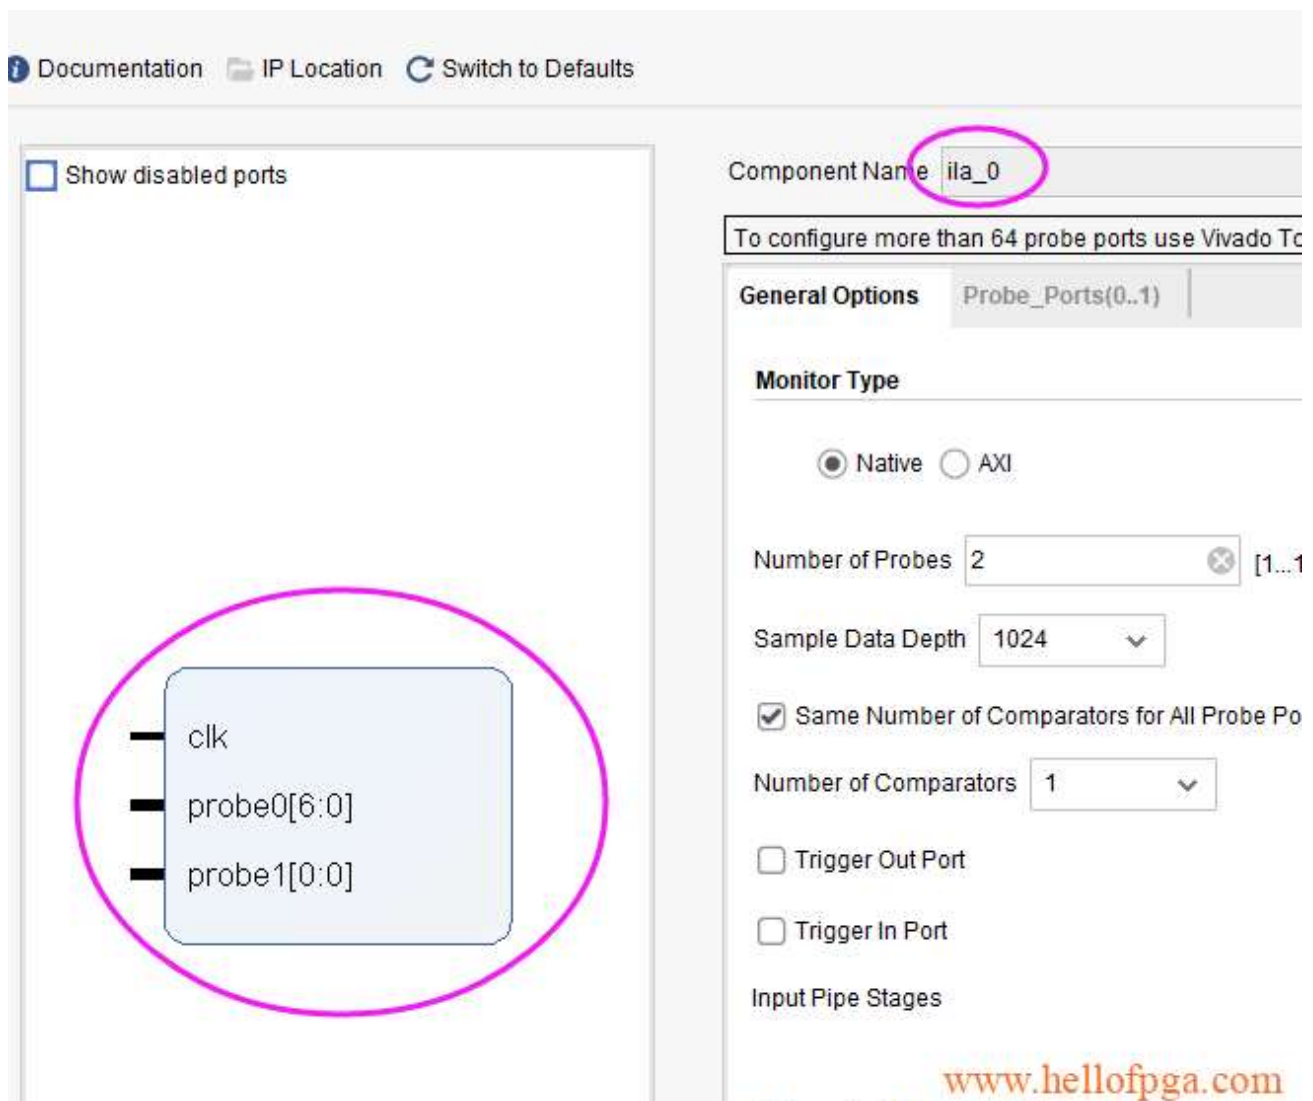 Documentation IP Location Switch to Defaults
Show disabled ports
Component Name ila_0
To configure more than 64 probe ports use Vivado
General Options Probe_Ports(0..1)
Monitor Type
Native AXI
Number of Probes 2 [1...1
Sample Data Depth 1024
Same Number of Comparators for All Probe Po
clk
Number of Comparators 1
probe0[6:0]
Trigger Out Port
probe1[0:0]
Trigger In Port
Input Pipe Stages
www.hellofpga.com